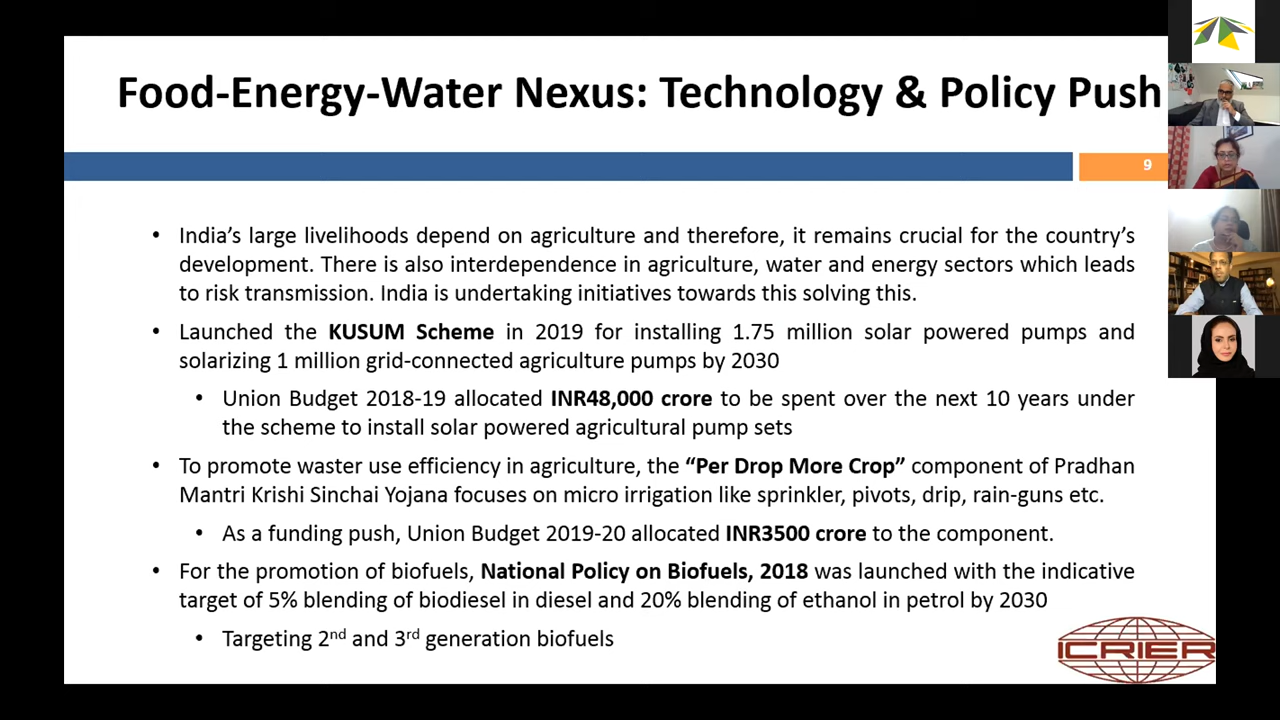 Food-Energy-Water Nexus: Technology & Policy Push
9
• India’s large livelihoods depend on agriculture and therefore, it remains crucial for the country’s
development. There is also interdependence in agriculture, water and energy sectors which leads
to risk transmission. India is undertaking initiatives towards this solving this.
• Launched the KUSUM Scheme in 2019 for installing 1.75 million solar powered pumps and
solarizing 1 million grid-connected agriculture pumps by 2030
• Union Budget 2018-19 allocated INR48,000 crore to be spent over the next 10 years under
the scheme to install solar powered agricultural pump sets
• To promote waster use efficiency in agriculture, the “Per Drop More Crop” component of Pradhan
Mantri Krishi Sinchai Yojana focuses on micro irrigation like sprinkler, pivots, drip, rain-guns etc.
• As a funding push, Union Budget 2019-20 allocated INR3500 crore to the component.
• For the promotion of biofuels, National Policy on Biofuels, 2018 was launched with the indicative
target of 5% blending of biodiesel in diesel and 20% blending of ethanol in petrol by 2030
• Targeting 2nd and 3rd generation biofuels
ICRIER